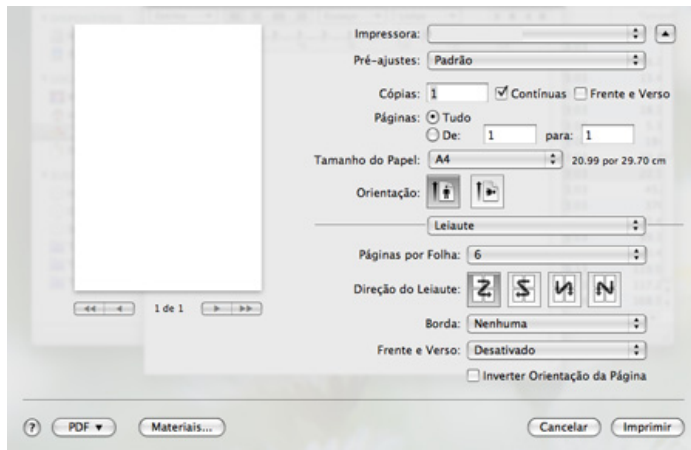 Impressora:
Pré-ajustes: Padrão
Cópias: 1 Contínuas Frente e Verso
Páginas: Tudo
De: 1 para: 1
Tamanho do Papel: A4 20.99 por 29.70 cm
Orientação:
Leiaute
Páginas por Folha: 6
Direção do Leiaute:
1 de 1
Borda: Nenhuma
Frente e Verso: Desativado
Inverter Orientação da Página
? PDF Materiais... Cancelar Imprimir